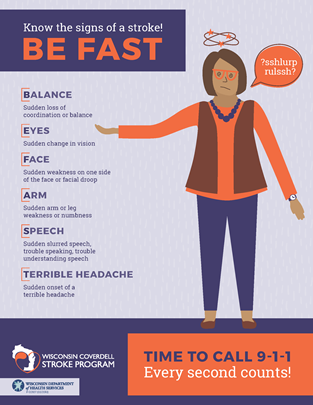 Know the signs of a stroke!
BE FAST
?sshlurp
rulssh?
BALANCE
Sudden loss of
coordination or balance
EYES
Sudden change in vision
FACE
Sudden weakness on one side
of the face or facial droop
ARM
Sudden arm or leg
weakness or numbness
SPEECH
Sudden slurred speech,
trouble speaking, trouble
understanding speech
TERRIBLE HEADACHE
Sudden onset of a
terrible headache
WISCONSIN COVERDELL
STROKE PROGRAM
WISCONSIN DEPARTMENT
of HEALTH SERVICES
TIME TO CALL 9-1-1
Every second counts!